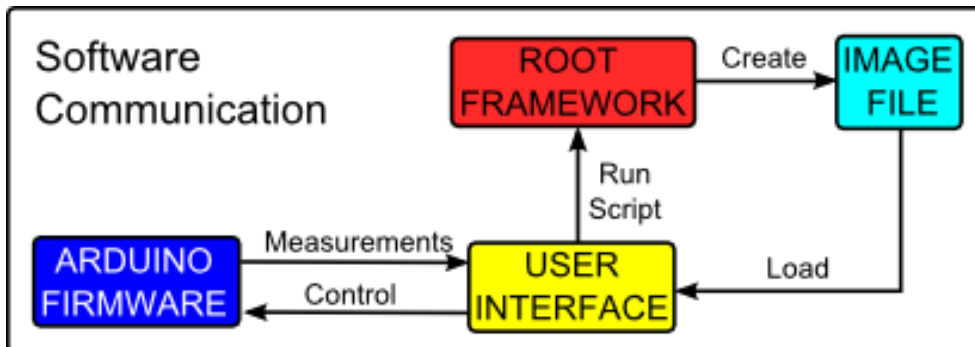 Software
Communication
ROOT
FRAMEWORK
Create
IMAGE
FILE
Run
Script
ARDUINO
FIRMWARE
Measurements
Control
USER
INTERFACE
Load